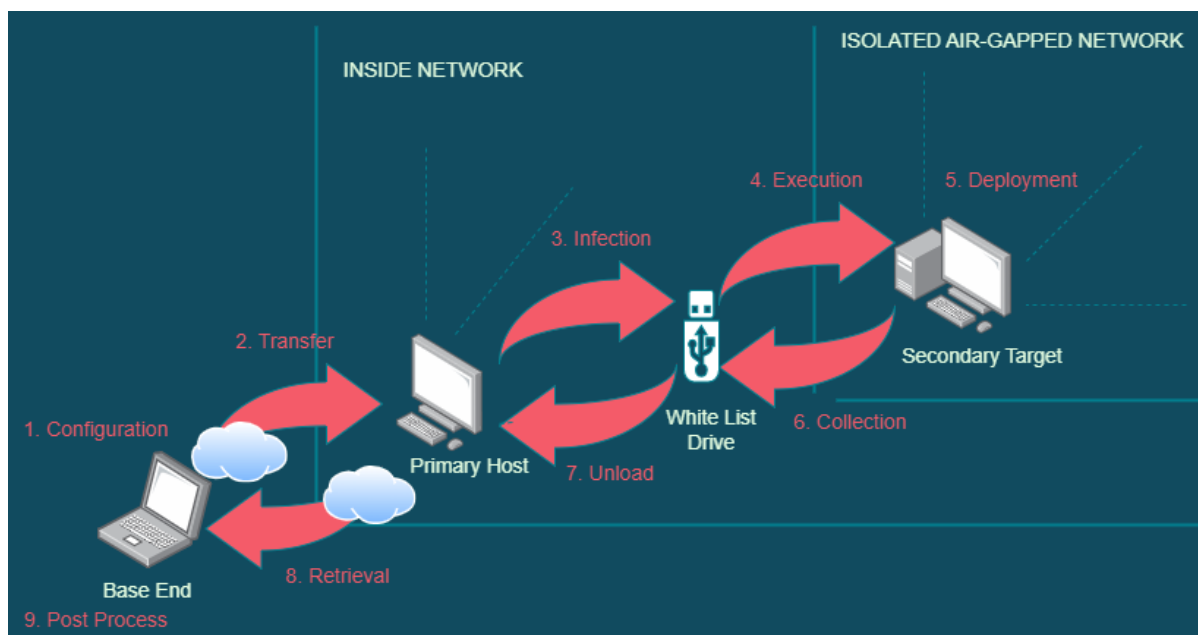 ISOLATED AIR-GAPPED NETWORK
INSIDE NETWORK
4. Execution
5. Deployment
3. Infection
2. Transfer
Secondary Target
White List
Drive
6. Collection
1. Configuration
Primary Host
7. Unload
8. Retrieval
Base End
9. Post Process